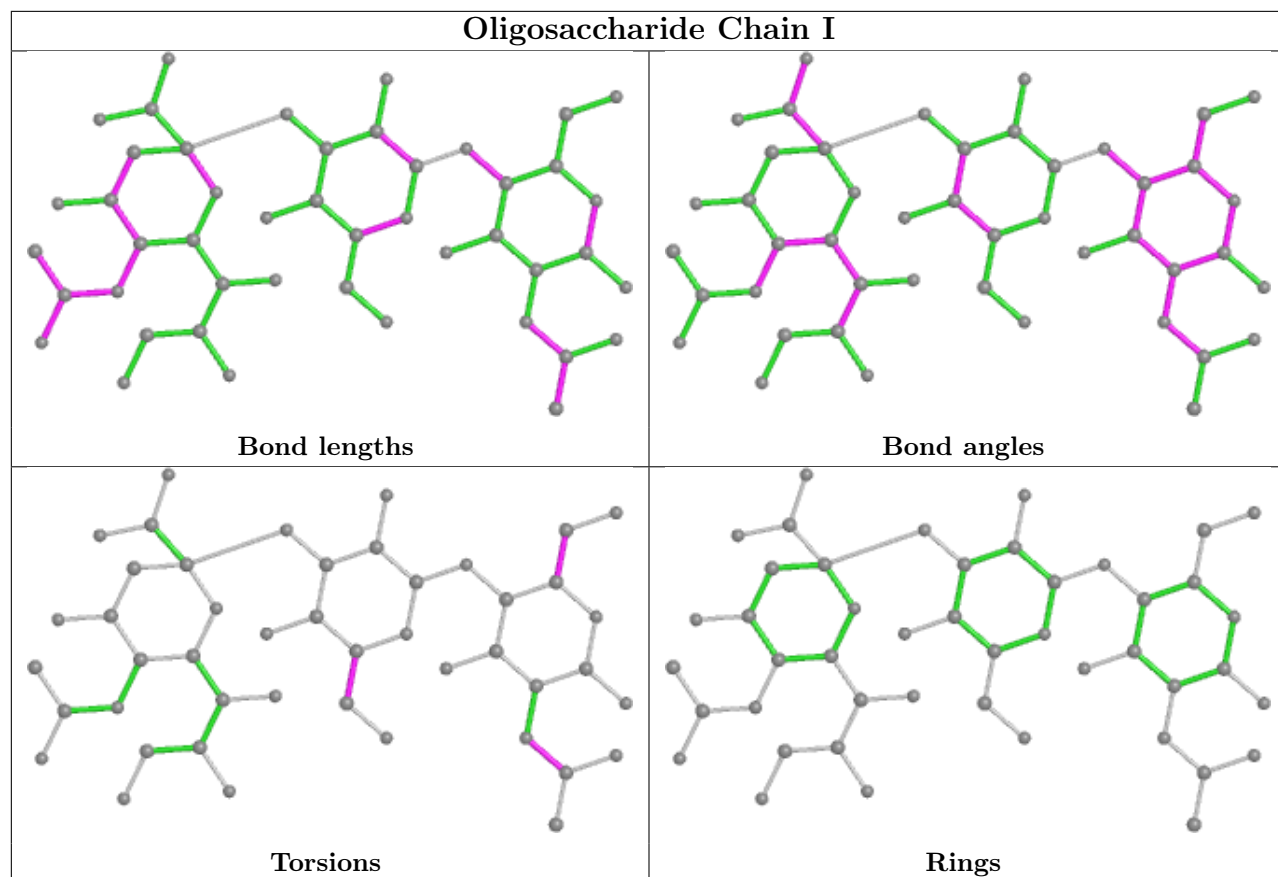 Oligosaccharide Chain I
Bond lengths
Bond angles
Torsions
Rings